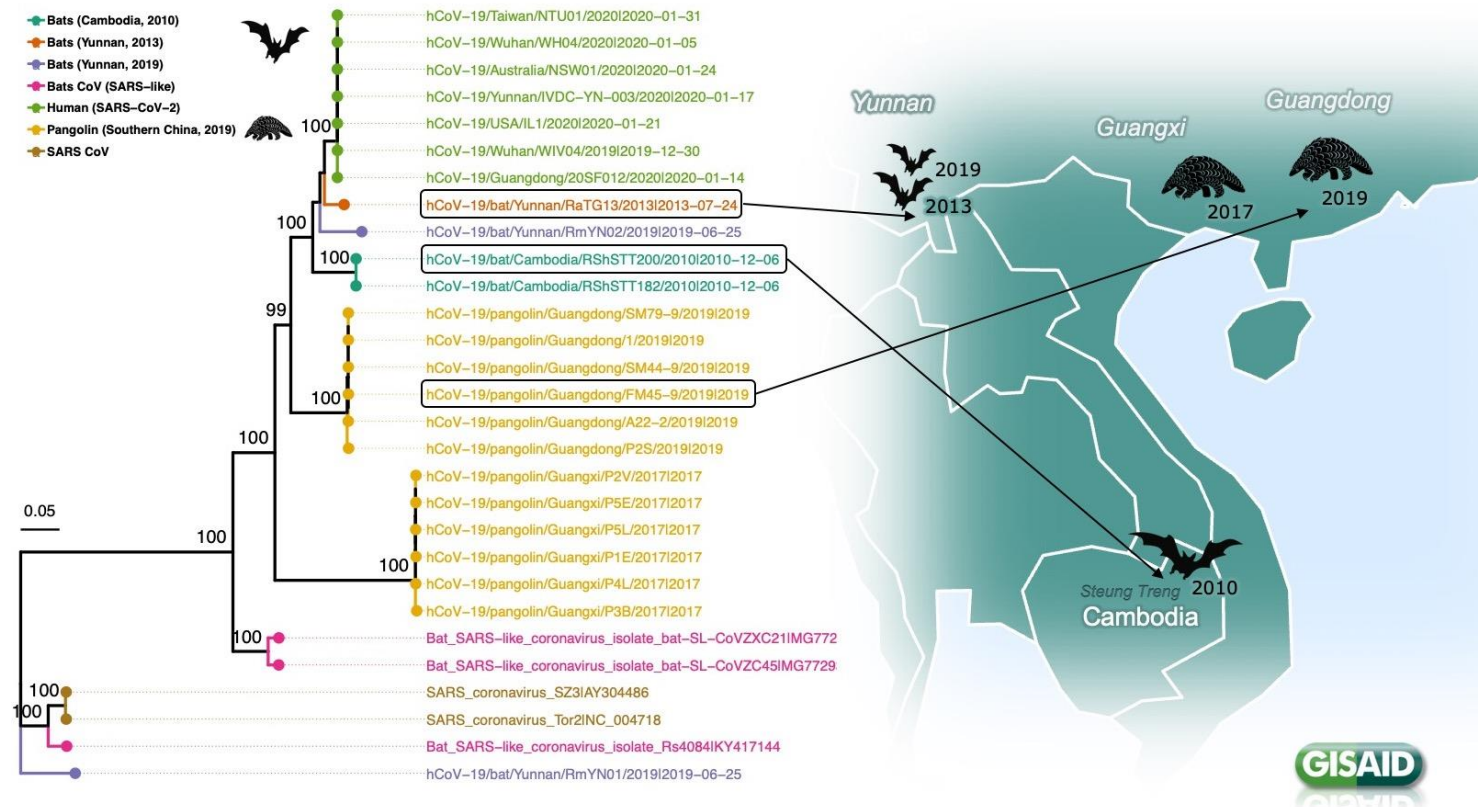 Bats (Cambodia, 2010)
Bats (Yunnan, 2013)
Bats (Yunnan, 2019)
Bats CoV (SARS-like)
Human (SARS-CoV-2)
Pangolin (Southern China, 2019)
SARS CoV
hCoV-19/Taiwan/NTU01/2020|2020-01-31
hCoV-19/Wuhan/WH04/2020|2020-01-05
hCoV-19/Australia/NSW01/2020|2020-01-24
hCoV-19/Yunnan/IVDC-YN-003/2020|2020-01-17
hCoV-19/USA/IL1/2020|2020-01-21
hCoV-19/Wuhan/WIV04/2019|2019-12-30
hCoV-19/Guangdong/20SF012/2020|2020-01-14
hCoV-19/bat/Yunnan/RaTG13/2013|2013-07-24
hCoV-19/bat/Yunnan/RmYN02/2019|2019-06-25
hCoV-19/bat/Cambodia/RShSTT200/2010|2010-12-06
hCoV-19/bat/Cambodia/RShSTT182/2010|2010-12-06
hCoV-19/pangolin/Guangdong/SM79-9/2019|2019
hCoV-19/pangolin/Guangdong/1/2019|2019
hCoV-19/pangolin/Guangdong/SM44-9/2019|2019
hCoV-19/pangolin/Guangdong/FM45-9/2019|2019
hCoV-19/pangolin/Guangdong/A22-2/2019|2019
hCoV-19/pangolin/Guangdong/P2S/2019|2019
hCoV-19/pangolin/Guangxi/P2V/2017|2017
hCoV-19/pangolin/Guangxi/P5E/2017|2017
hCoV-19/pangolin/Guangxi/P5L/2017|2017
hCoV-19/pangolin/Guangxi/P1E/2017|2017
hCoV-19/pangolin/Guangxi/P4L/2017|2017
hCoV-19/pangolin/Guangxi/P3B/2017|2017
Bat_SARS-like_coronavirus_isolate_bat-SL-CoVZXC21|MG772
Bat_SARS-like_coronavirus_isolate_bat-SL-CoVZC45|MG7729
SARS_coronavirus_SZ3|AY304486
SARS_coronavirus_Tor2|NC_004718
Bat_SARS-like_coronavirus_isolate_Rs4084|KY417144
hCoV-19/bat/Yunnan/RmYN01/2019|2019-06-25
100
100
100
99
100
100
100
100
100
100
100
0.05
Yunnan
Guangxi
Guangdong
2019
2013
2017
2019
2010
Steung Treng
Cambodia
GISAID